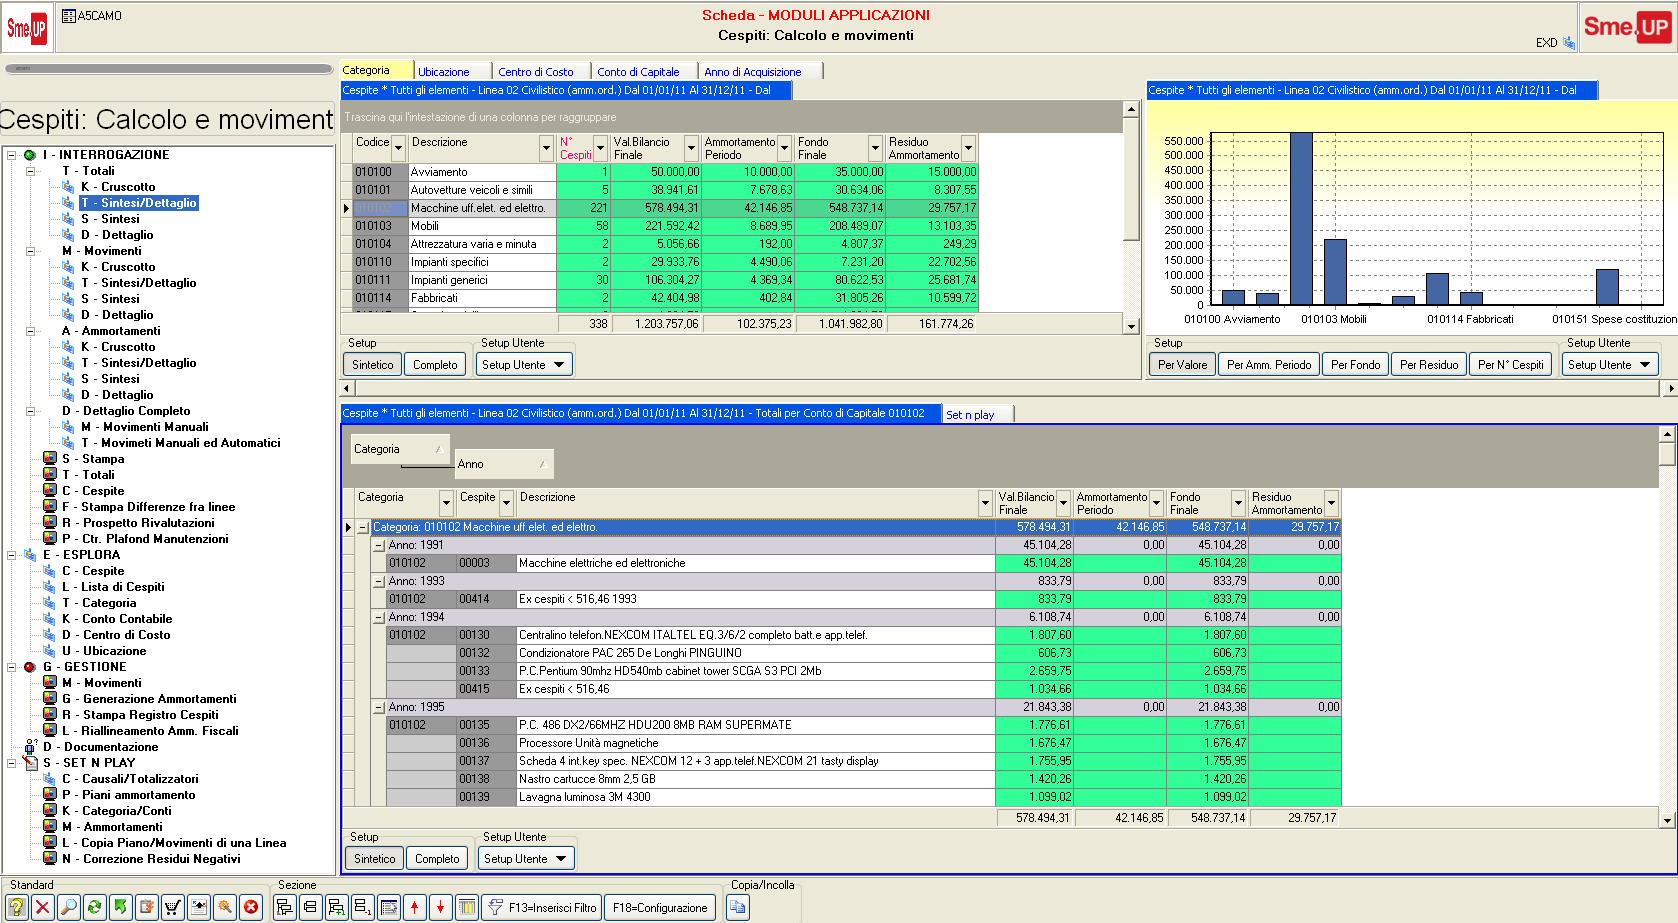 Sme.UP
A5CAMO
Scheda - MODULI APPLICAZIONI
Cespiti: Calcolo e movimenti
EXD
Sme.UP
Cespiti: Calcolo e moviment
I - INTERROGAZIONE
T - Totali
K - Cruscotto
T - Sintesi/Dettaglio
S - Sintesi
D - Dettaglio
M - Movimenti
K - Cruscotto
T - Sintesi/Dettaglio
S - Sintesi
D - Dettaglio
A - Ammortamenti
K - Cruscotto
T - Sintesi/Dettaglio
S - Sintesi
D - Dettaglio
D - Dettaglio Completo
M - Movimenti Manuali
T - Movimeti Manuali ed Automatici
S - Stampa
T - Totali
C - Cespite
F - Stampa Differenze fra linee
R - Prospetto Rivalutazioni
P - Ctr. Plafond Manutenzioni
E - ESPLORA
C - Cespite
L - Lista di Cespiti
T - Categoria
K - Conto Contabile
D - Centro di Costo
U - Ubicazione
G - GESTIONE
M - Movimenti
G - Generazione Ammortamenti
R - Stampa Registro Cespiti
L - Riallineamento Amm. Fiscali
D - Documentazione
S - SET N PLAY
C - Causali/Totalizzatori
P - Piani ammortamento
K - Categoria/Conti
M - Ammortamenti
L - Copia Piano/Movimenti di una Linea
N - Correzione Residui Negativi
Categoria Ubicazione Centro di Costo Conto di Capitale Anno di Acquisizione
Cespite * Tutti gli elementi - Linea 02 Civilistico (amm.ord.) Dal 01/01/11 Al 31/12/11 - Dal
Trascina qui l'intestazione di una colonna per raggruppare
Codice Descrizione N° Cespiti Val.Bilancio Finale Ammortamento Periodo Fondo Finale Residuo Ammortamento
010100 Avviamento 1 50.000,00 10.000,00 35.000,00 15.000,00
010101 Autovetture veicoli e simili 5 38.941,61 7.678,63 30.634,06 8.307,55
010102 Macchine uff.elet. ed elettro. 221 578.494,31 42.146,85 548.737,14 29.757,17
010103 Mobili 58 221.592,42 8.689,95 208.489,07 13.103,35
010104 Attrezzatura varia e minuta 2 5.056,66 192,00 4.807,37 249,29
010110 Impianti specifici 2 29.933,76 4.490,06 7.231,20 22.702,56
010111 Impianti generici 30 106.304,27 4.369,34 80.622,53 25.681,74
010114 Fabbricati 2 42.404,98 402,84 31.805,26 10.599,72
338 1.203.757,06 102.375,23 1.041.982,80 161.774,26
Setup Setup Utente
Sintetico Completo Setup Utente
Cespite * Tutti gli elementi - Linea 02 Civilistico (amm.ord.) Dal 01/01/11 Al 31/12/11 - Dal
550.000
500.000
450.000
400.000
350.000
300.000
250.000
200.000
150.000
100.000
50.000
0
010100 Avviamento 010103 Mobili 010114 Fabbricati 010151 Spese costituzion
Setup Setup Utente
Per Valore Per Amm. Periodo Per Fondo Per Residuo Per N° Cespiti Setup Utente
Cespite * Tutti gli elementi - Linea 02 Civilistico (amm.ord.) Dal 01/01/11 Al 31/12/11 - Totali per Conto di Capitale 010102 Set n play
Categoria
Anno
Categoria Cespite Descrizione Val.Bilancio Finale Ammortamento Periodo Fondo Finale Residuo Ammortamento
Categoria: 010102 Macchine uff.elet. ed elettro. 578.494,31 42.146,85 548.737,14 29.757,17
Anno: 1991 45.104,28 0,00 45.104,28 0,00
010102 00003 Macchine elettriche ed elettroniche 45.104,28 45.104,28
Anno: 1993 833,79 0,00 833,79 0,00
010102 00414 Ex cespiti < 516,46 1993 833,79 833,79
Anno: 1994 6.108,74 0,00 6.108,74 0,00
010102 00130 Centralino telefon.NEXCOM ITALTEL EQ.3/6/2 completo batt.e app.telef. 1.807,60 1.807,60
00132 Condizionatore PAC 265 De Longhi PINGUINO 606,73 606,73
00133 P.C.Pentium 90mhz HD540mb cabinet tower SCGA S3 PCI 2Mb 2.659,75 2.659,75
00415 Ex cespiti < 516,46 1.034,66 1.034,66
Anno: 1995 21.843,38 0,00 21.843,38 0,00
010102 00135 P.C. 486 DX2/66MHZ HDU200 8MB RAM SUPERMATE 1.776,61 1.776,61
00136 Processore Unità magnetiche 1.676,47 1.676,47
00137 Scheda 4 int.key spec. NEXCOM 12 + 3 app.telef.NEXCOM 21 tasty display 1.755,95 1.755,95
00138 Nastro cartucce 8mm 2,5 GB 1.420,26 1.420,26
00139 Lavagna luminosa 3M 4300 1.099,02 1.099,02
578.494,31 42.146,85 548.737,14 29.757,17
Setup Setup Utente
Sintetico Completo Setup Utente
Standard Sezione Copia/Incolla
F13=Inserisci Filtro F18=Configurazione